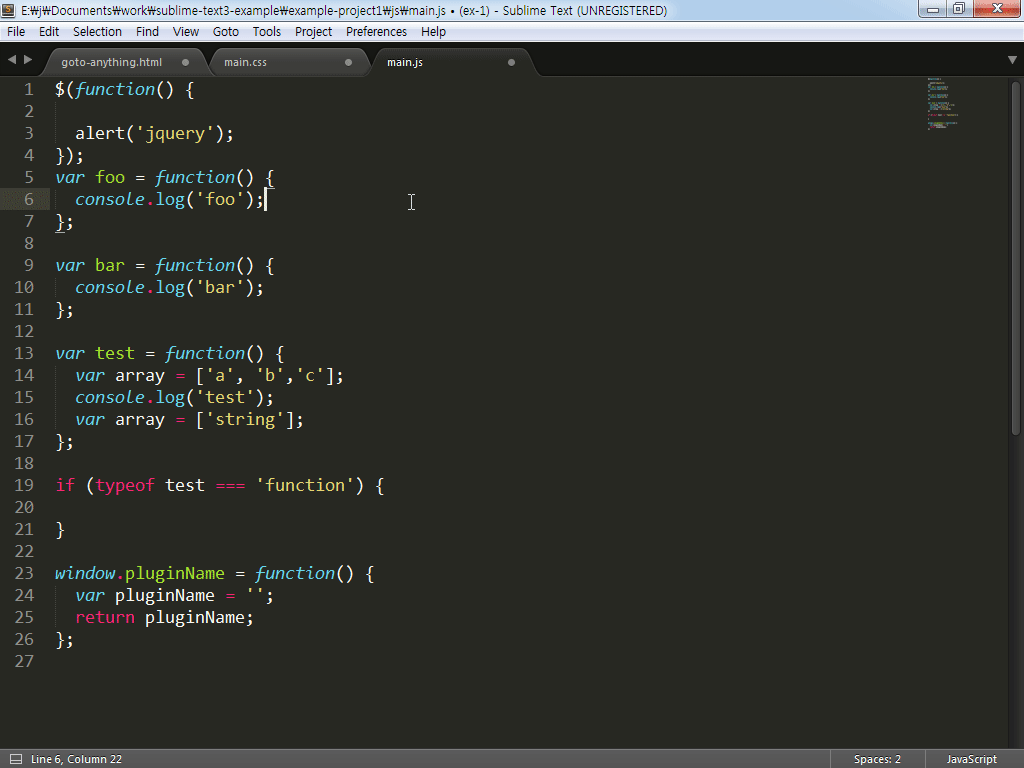 E:₩j₩Documents₩work₩sublime-text3-example₩example-project1₩js₩main.js • (ex-1) - Sublime Text (UNREGISTERED)
File Edit Selection Find View Goto Tools Project Preferences Help
goto-anything.html main.css main.js
1 $(function() {
2
3   alert('jquery');
4 });
5 var foo = function() {
6   console.log('foo');
7 };
8
9 var bar = function() {
10   console.log('bar');
11 };
12
13 var test = function() {
14   var array = ['a', 'b','c'];
15   console.log('test');
16   var array = ['string'];
17 };
18
19 if (typeof test === 'function') {
20
21 }
22
23 window.pluginName = function() {
24   var pluginName = '';
25   return pluginName;
26 };
27
Line 6, Column 22 Spaces: 2 JavaScript